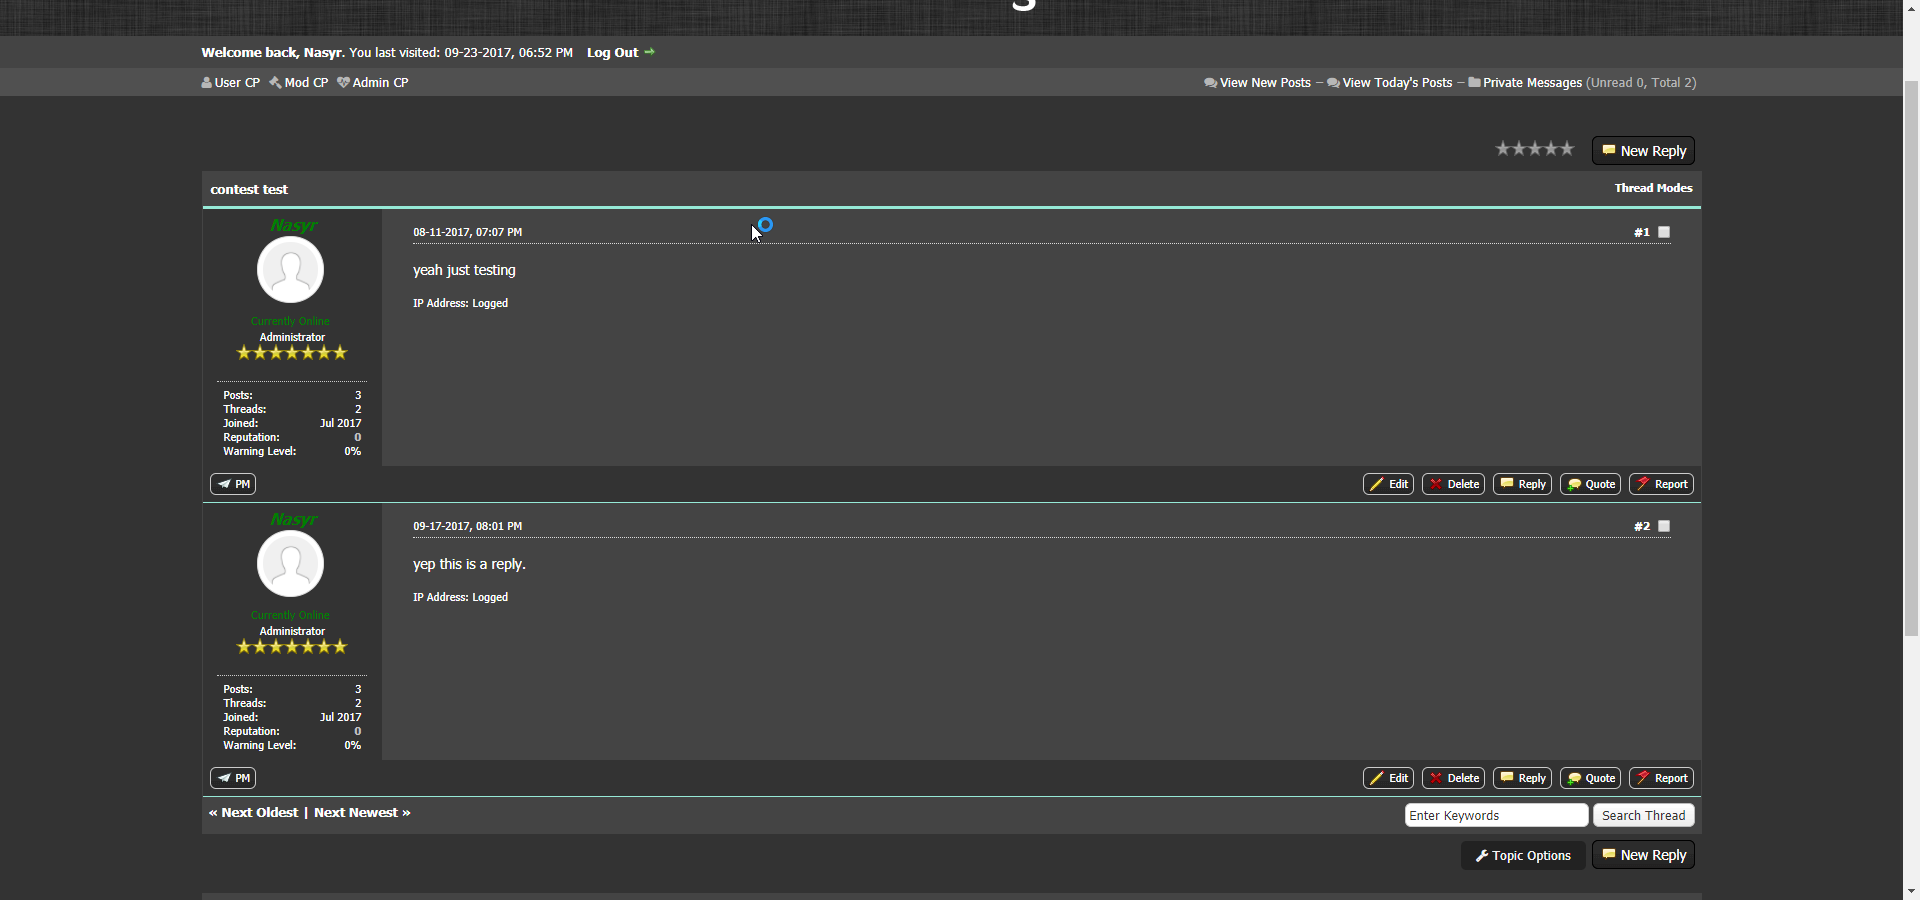 Welcome back, Nasyr. You last visited: 09-23-2017, 06:52 PM Log Out
User CP Mod CP Admin CP View New Posts – View Today's Posts – Private Messages (Unread 0, Total 2)
New Reply
contest test Thread Modes
Nasyr
08-11-2017, 07:07 PM #1
yeah just testing
IP Address: Logged
Currently Online
Administrator
Posts: 3
Threads: 2
Joined: Jul 2017
Reputation: 0
Warning Level: 0%
PM Edit Delete Reply Quote Report
Nasyr
09-17-2017, 08:01 PM #2
yep this is a reply.
IP Address: Logged
Currently Online
Administrator
Posts: 3
Threads: 2
Joined: Jul 2017
Reputation: 0
Warning Level: 0%
PM Edit Delete Reply Quote Report
« Next Oldest | Next Newest » Enter Keywords Search Thread
Topic Options New Reply